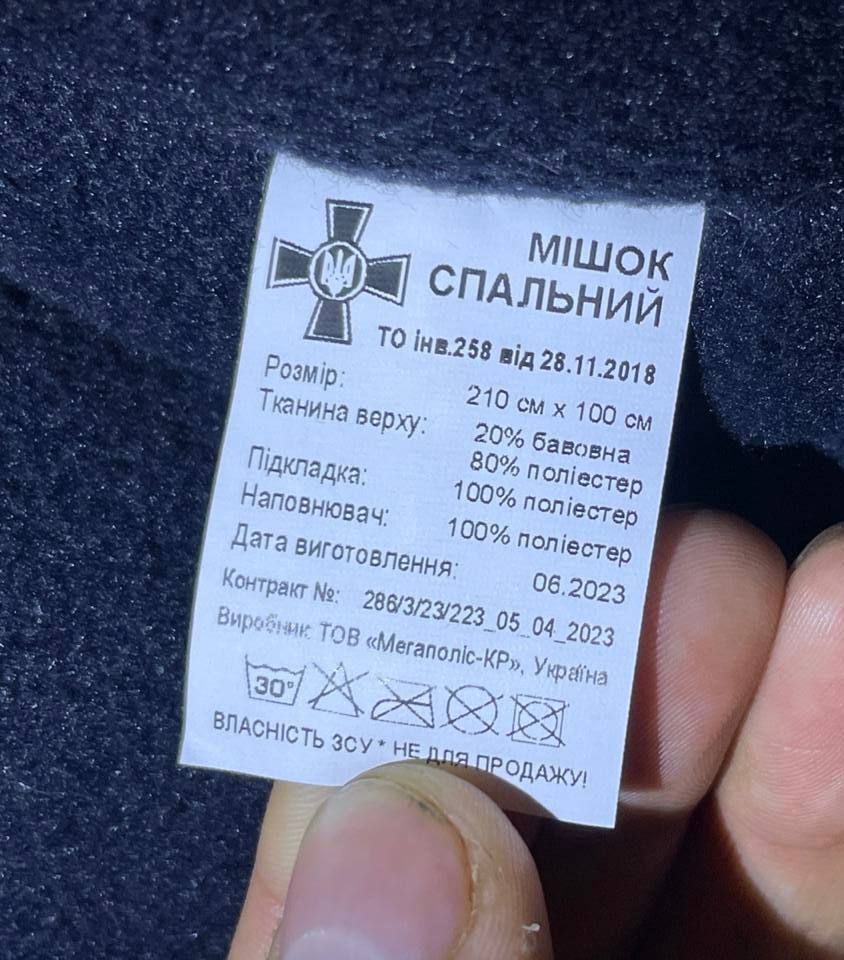 МІШОК
СПАЛЬНИЙ
ТО інв.258 від 28.11.2018
Розмір: 210 см х 100 см
Тканина верху: 20% бавовна
80% поліестер
Підкладка: 100% поліестер
Наповнювач: 100% поліестер
Дата виготовлення: 06.2023
Контракт №: 286/3/23/223_05_04_2023
Виробник: ТОВ «Мегаполіс-КР», Україна
30°
ВЛАСНІСТЬ ЗСУ * НЕ ДЛЯ ПРОДАЖУ!